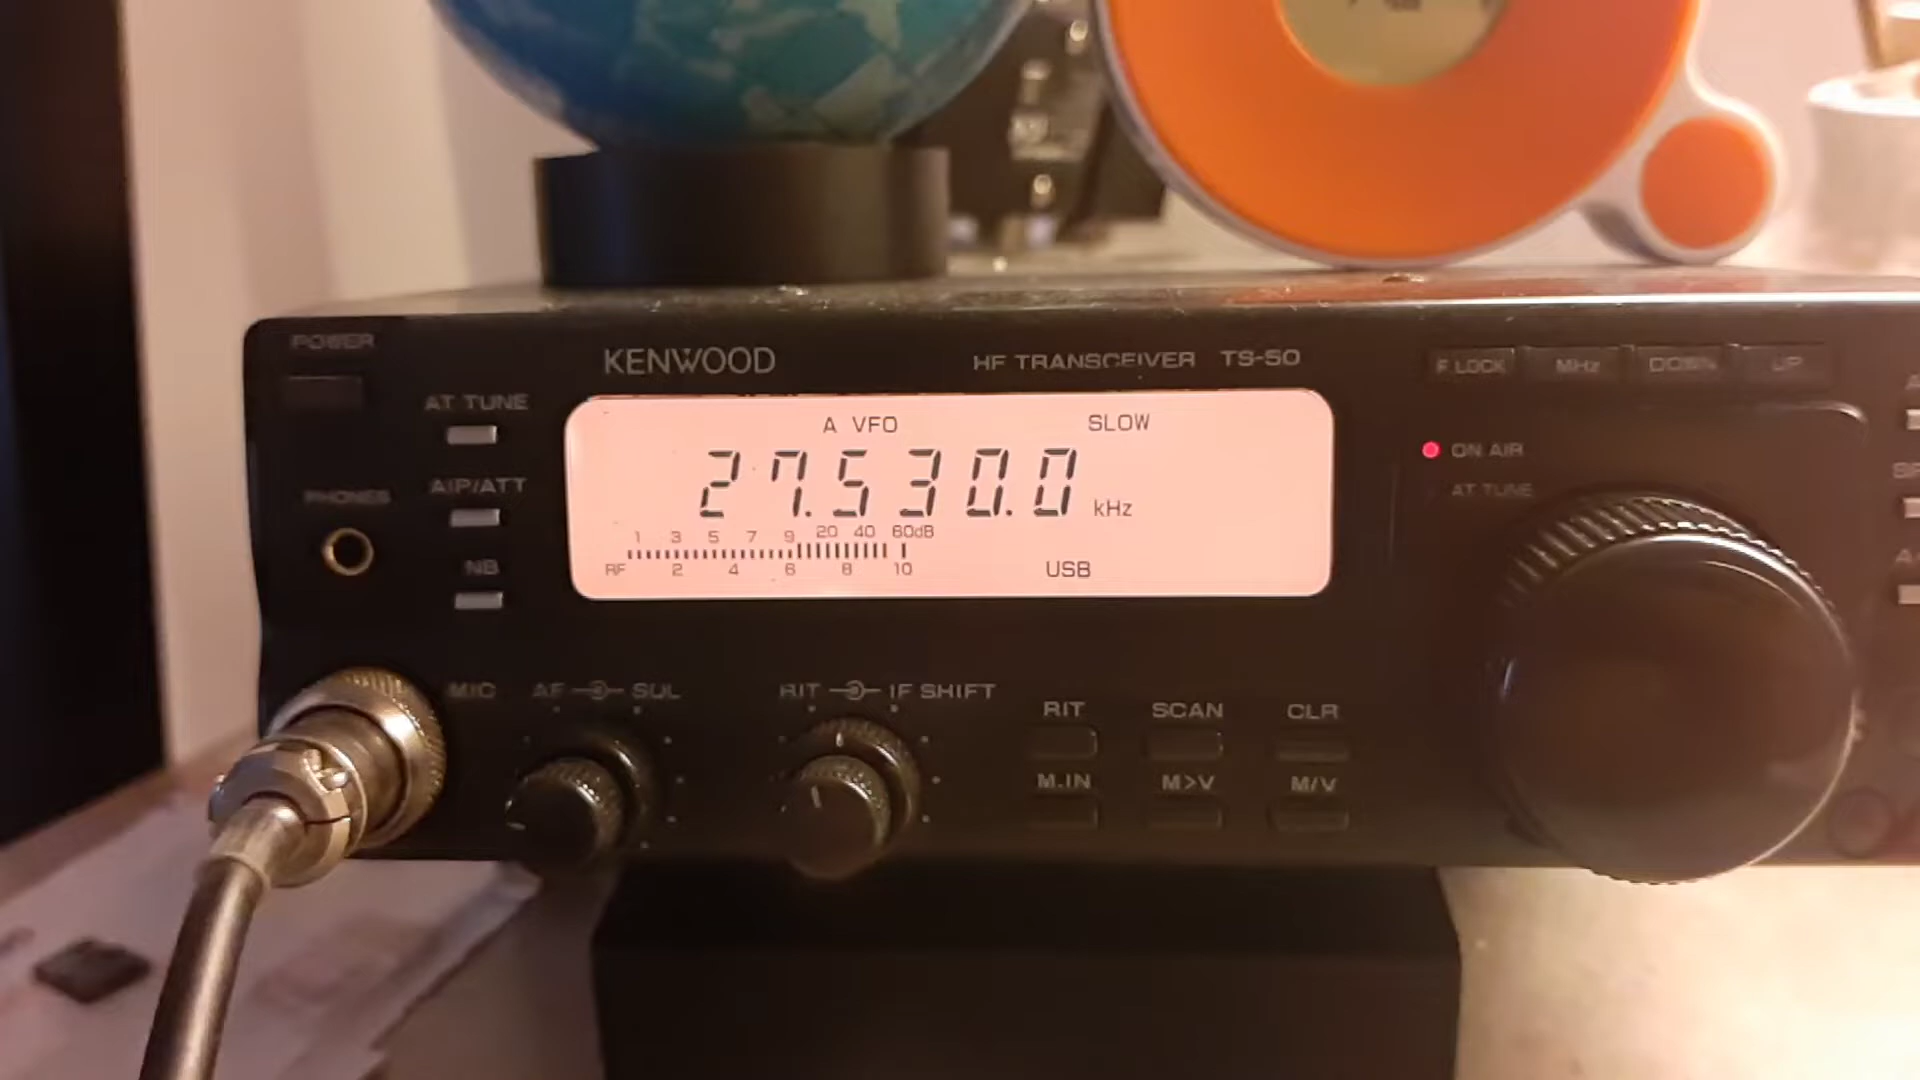 POWER
KENWOOD
HF TRANSCEIVER TS-50
F.LOCK MHz DOWN UP
AT TUNE
A VFO SLOW
ON AIR
27.530.0 kHz
AIP/ATT
AT TUNE
PHONES
1 3 5 7 9 20 40 60dB
NB
RF 2 4 6 8 10
USB
MIC
AF SQL
RIT IF SHIFT
RIT SCAN CLR
M.IN M>V M/V